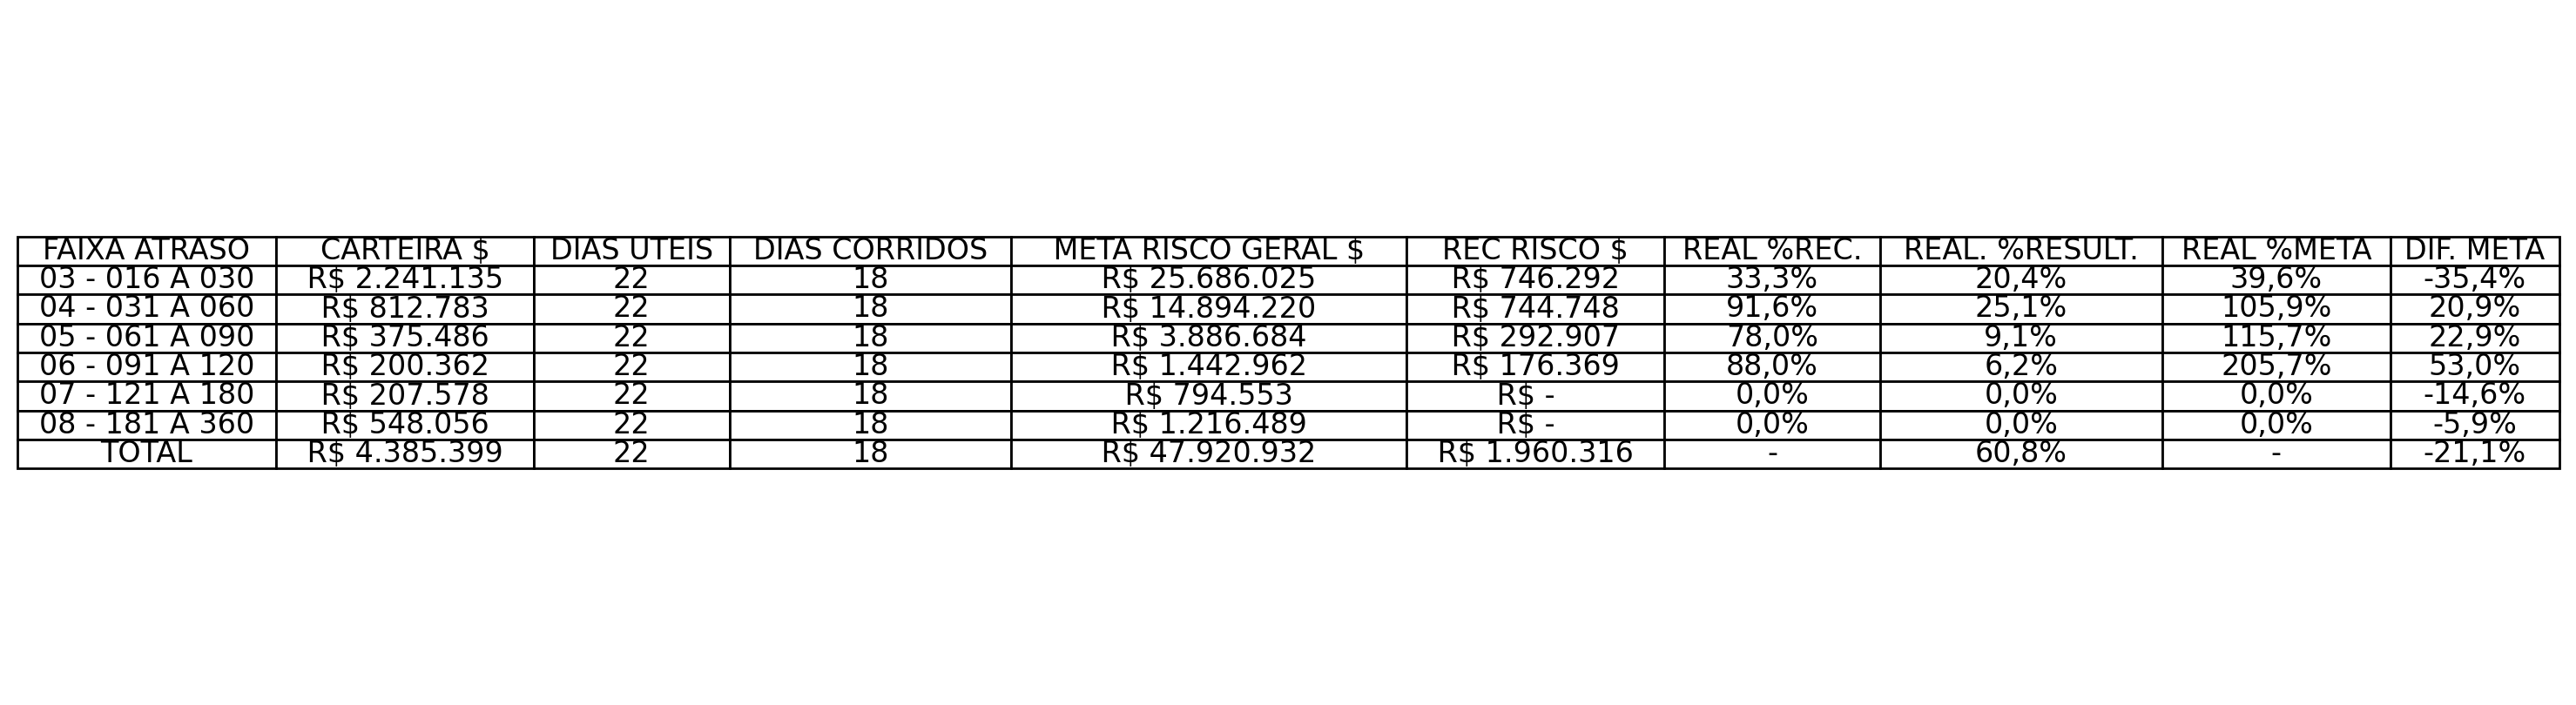 FAIXA ATRASO CARTEIRA $ DIAS UTEIS DIAS CORRIDOS META RISCO GERAL $ REC RISCO $ REAL %REC. REAL. %RESULT. REAL %META DIF. META
03 - 016 A 030 R$ 2.241.135 22 18 R$ 25.686.025 R$ 746.292 33,3% 20,4% 39,6% -35,4%
04 - 031 A 060 R$ 812.783 22 18 R$ 14.894.220 R$ 744.748 91,6% 25,1% 105,9% 20,9%
05 - 061 A 090 R$ 375.486 22 18 R$ 3.886.684 R$ 292.907 78,0% 9,1% 115,7% 22,9%
06 - 091 A 120 R$ 200.362 22 18 R$ 1.442.962 R$ 176.369 88,0% 6,2% 205,7% 53,0%
07 - 121 A 180 R$ 207.578 22 18 R$ 794.553 R$ - 0,0% 0,0% 0,0% -14,6%
08 - 181 A 360 R$ 548.056 22 18 R$ 1.216.489 R$ - 0,0% 0,0% 0,0% -5,9%
TOTAL R$ 4.385.399 22 18 R$ 47.920.932 R$ 1.960.316 - 60,8% - -21,1%